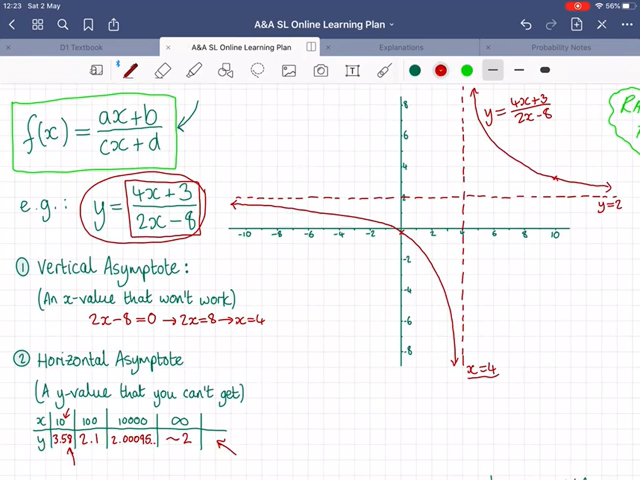 12:23 Sat 2 May
56%
A&A SL Online Learning Plan
D1 Textbook
A&A SL Online Learning Plan
Explanations
Probability Notes
f(x) = ax+b / cx+d
e.g.: y = 4x+3 / 2x-8
① Vertical Asymptote:
(An x-value that won't work)
2x-8=0 → 2x=8 → x=4
② Horizontal Asymptote
(A y-value that you can't get)
x 10 100 10000 ∞
y 3.58 2.1 2.00095.. ~2
y = 4x+3 / 2x-8
8
6
4
2
y=2
-10 -8 -6 -4 -2 2 4 6 8 10
-2
-4
-6
-8
x=4